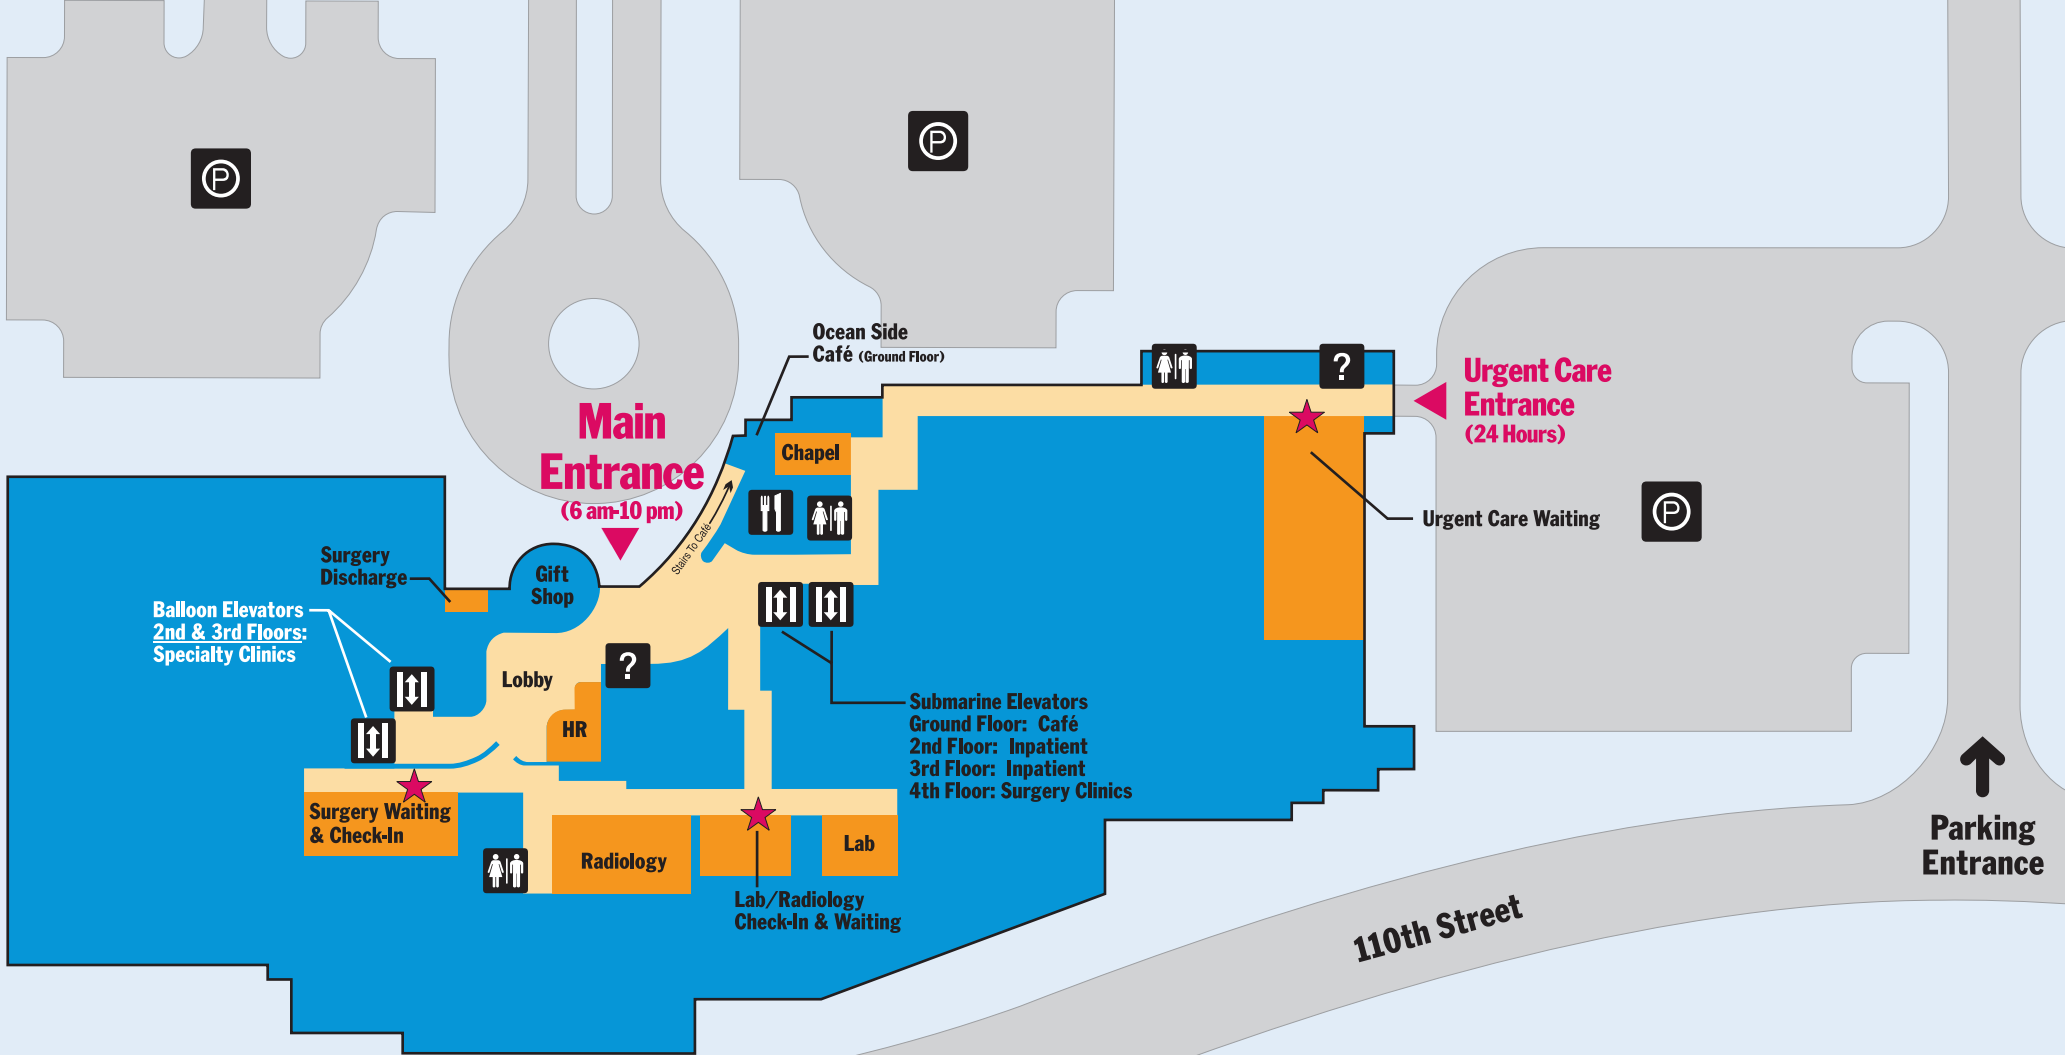 P
P
Ocean Side
Café (Ground Floor)
Main
Entrance
(6 am-10 pm)
Chapel
Stairs To Café
?
Urgent Care
Entrance
(24 Hours)
Urgent Care Waiting
P
Surgery
Discharge
Gift
Shop
Balloon Elevators
2nd & 3rd Floors:
Specialty Clinics
Lobby
?
HR
Submarine Elevators
Ground Floor: Café
2nd Floor: Inpatient
3rd Floor: Inpatient
4th Floor: Surgery Clinics
Surgery Waiting
& Check-In
Radiology
Lab
Lab/Radiology
Check-In & Waiting
Parking
Entrance
110th Street